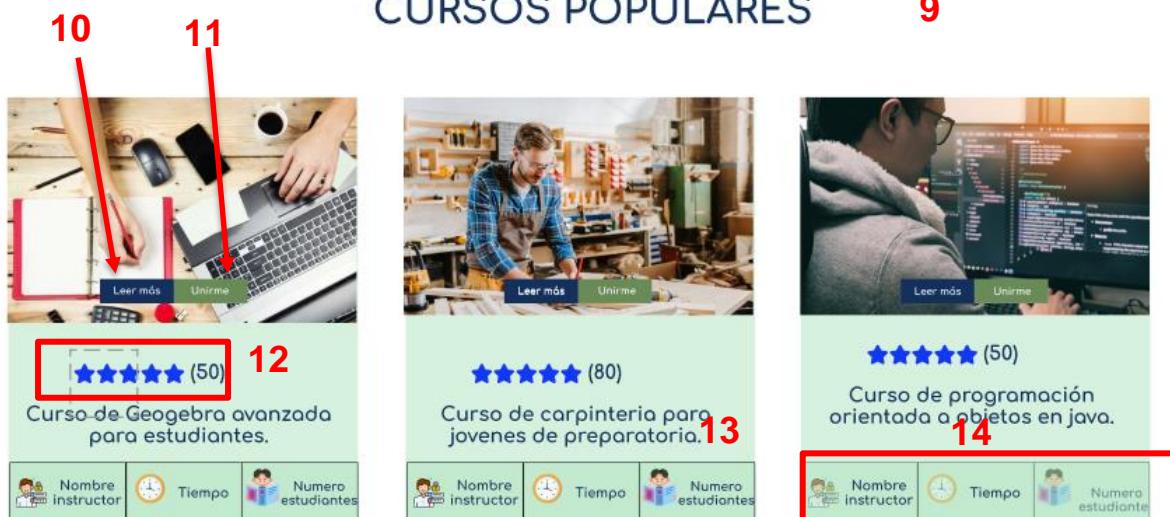 CURSOS POPULARES
9
10
11
Leer más
Unirme
Leer más
Unirme
Leer más
Unirme
(50)
12
(80)
(50)
Curso de Geogebra avanzada
para estudiantes.
Curso de carpinteria para
jovenes de preparatoria.
13
Curso de programación
orientada a objetos en java.
14
Nombre
instructor
Tiempo
Numero
estudiantes
Nombre
instructor
Tiempo
Numero
estudiantes
Nombre
instructor
Tiempo
Numero
estudiante